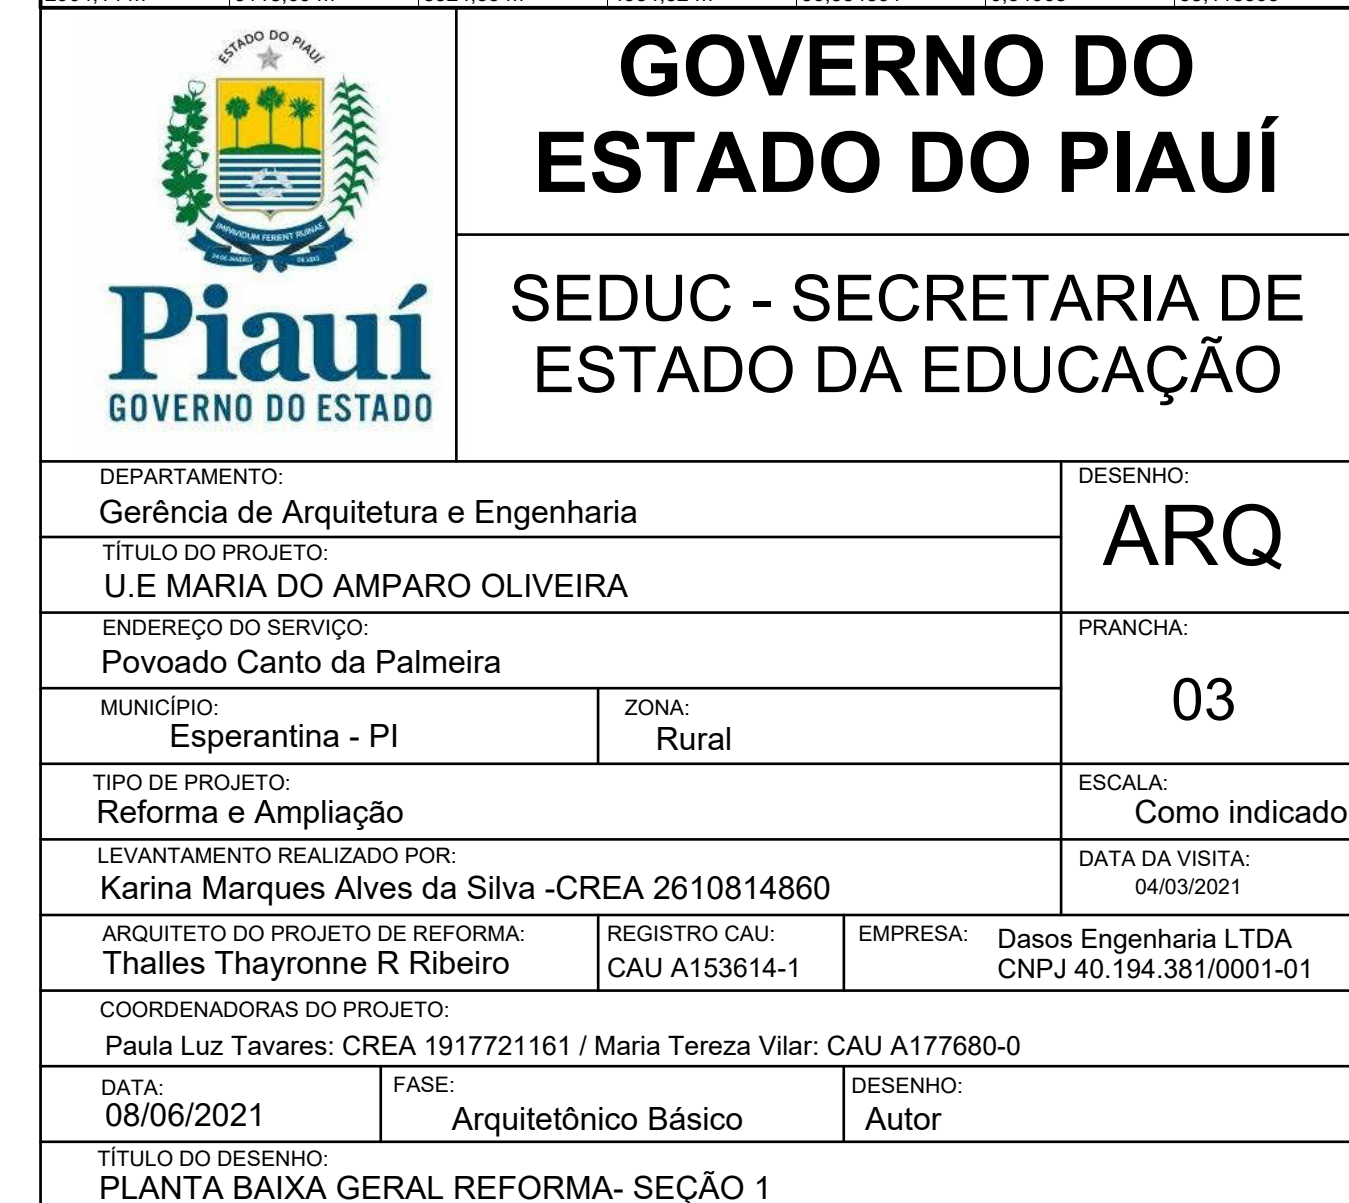 ESTADO DO PIAUÍ
IMPAVIDUM FERIENT RUINAE
24 DE JANEIRO DE 1823
Piauí
GOVERNO DO ESTADO
GOVERNO DO
ESTADO DO PIAUÍ
SEDUC - SECRETARIA DE
ESTADO DA EDUCAÇÃO
DEPARTAMENTO:
Gerência de Arquitetura e Engenharia
DESENHO:
ARQ
TÍTULO DO PROJETO:
U.E MARIA DO AMPARO OLIVEIRA
ENDEREÇO DO SERVIÇO:
Povoado Canto da Palmeira
PRANCHA:
03
MUNICÍPIO:
Esperantina - PI
ZONA:
Rural
TIPO DE PROJETO:
Reforma e Ampliação
ESCALA:
Como indicado
LEVANTAMENTO REALIZADO POR:
Karina Marques Alves da Silva -CREA 2610814860
DATA DA VISITA:
04/03/2021
ARQUITETO DO PROJETO DE REFORMA:
Thalles Thayronne R Ribeiro
REGISTRO CAU:
CAU A153614-1
EMPRESA:
Dasos Engenharia LTDA
CNPJ 40.194.381/0001-01
COORDENADORAS DO PROJETO:
Paula Luz Tavares: CREA 1917721161 / Maria Tereza Vilar: CAU A177680-0
DATA:
08/06/2021
FASE:
Arquitetônico Básico
DESENHO:
Autor
TÍTULO DO DESENHO:
PLANTA BAIXA GERAL REFORMA- SEÇÃO 1